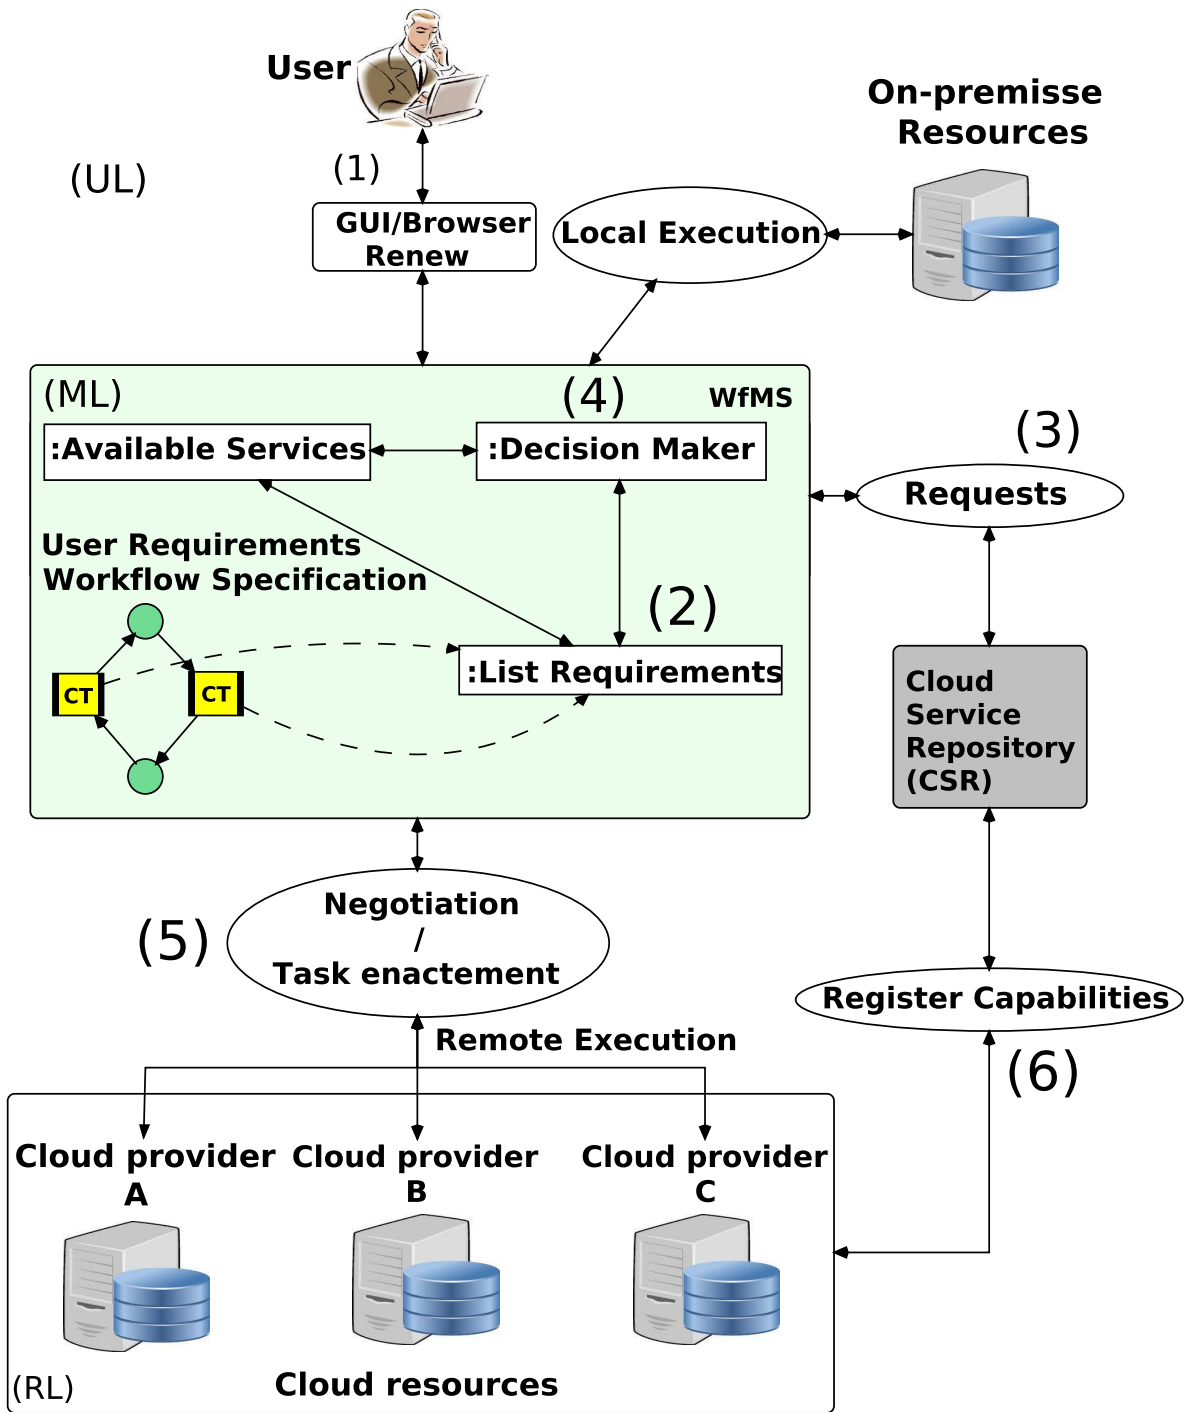 User
On-premisse
Resources
(UL)
(1)
GUI/Browser
Renew
Local Execution
(ML)
(4)
WfMS
:Available Services
:Decision Maker
(3)
Requests
User Requirements
Workflow Specification
(2)
:List Requirements
CT
CT
Cloud
Service
Repository
(CSR)
(5)
Negotiation
/
Task enactement
Register Capabilities
(6)
Remote Execution
Cloud provider
A
Cloud provider
B
Cloud provider
C
(RL)
Cloud resources